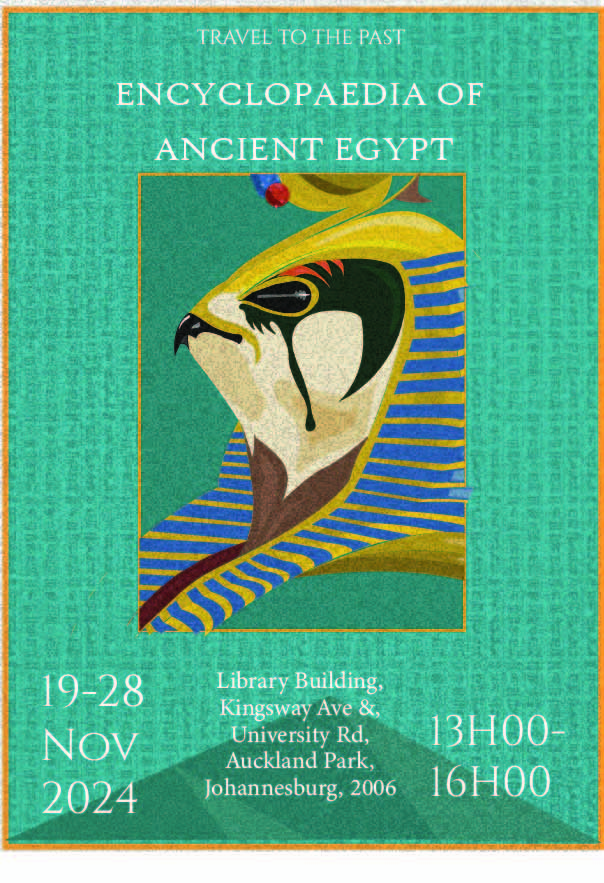 TRAVEL TO THE PAST
ENCYCLOPAEDIA OF
ANCIENT EGYPT
19-28
Nov
2024
Library Building,
Kingsway Ave &,
University Rd,
Auckland Park,
Johannesburg, 2006
13H00-
16H00